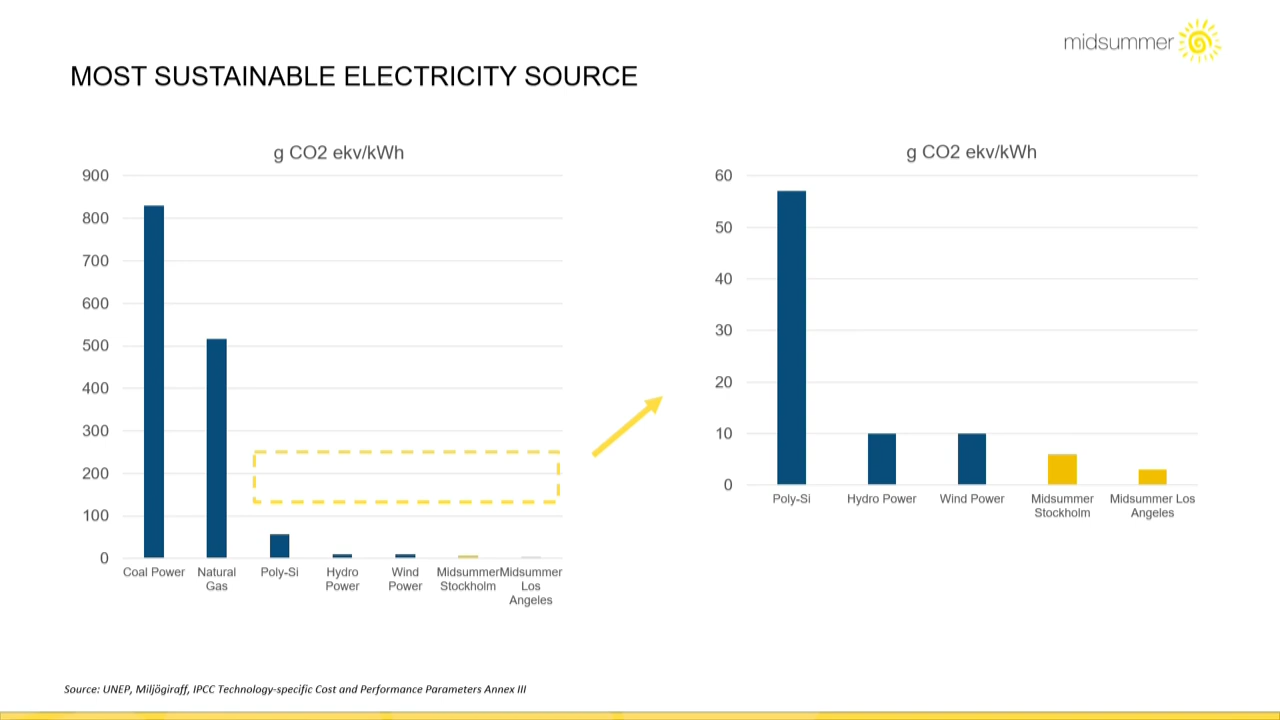 midsummer
MOST SUSTAINABLE ELECTRICITY SOURCE
g CO2 ekv/kWh
900
800
700
600
500
400
300
200
100
0
Coal Power
Natural
Gas
Poly-Si
Hydro
Power
Wind
Power
Midsummer
Stockholm
Midsummer
Los
Angeles
g CO2 ekv/kWh
60
50
40
30
20
10
0
Poly-Si
Hydro Power
Wind Power
Midsummer
Stockholm
Midsummer Los
Angeles
Source: UNEP, Miljögiraff, IPCC Technology-specific Cost and Performance Parameters Annex III